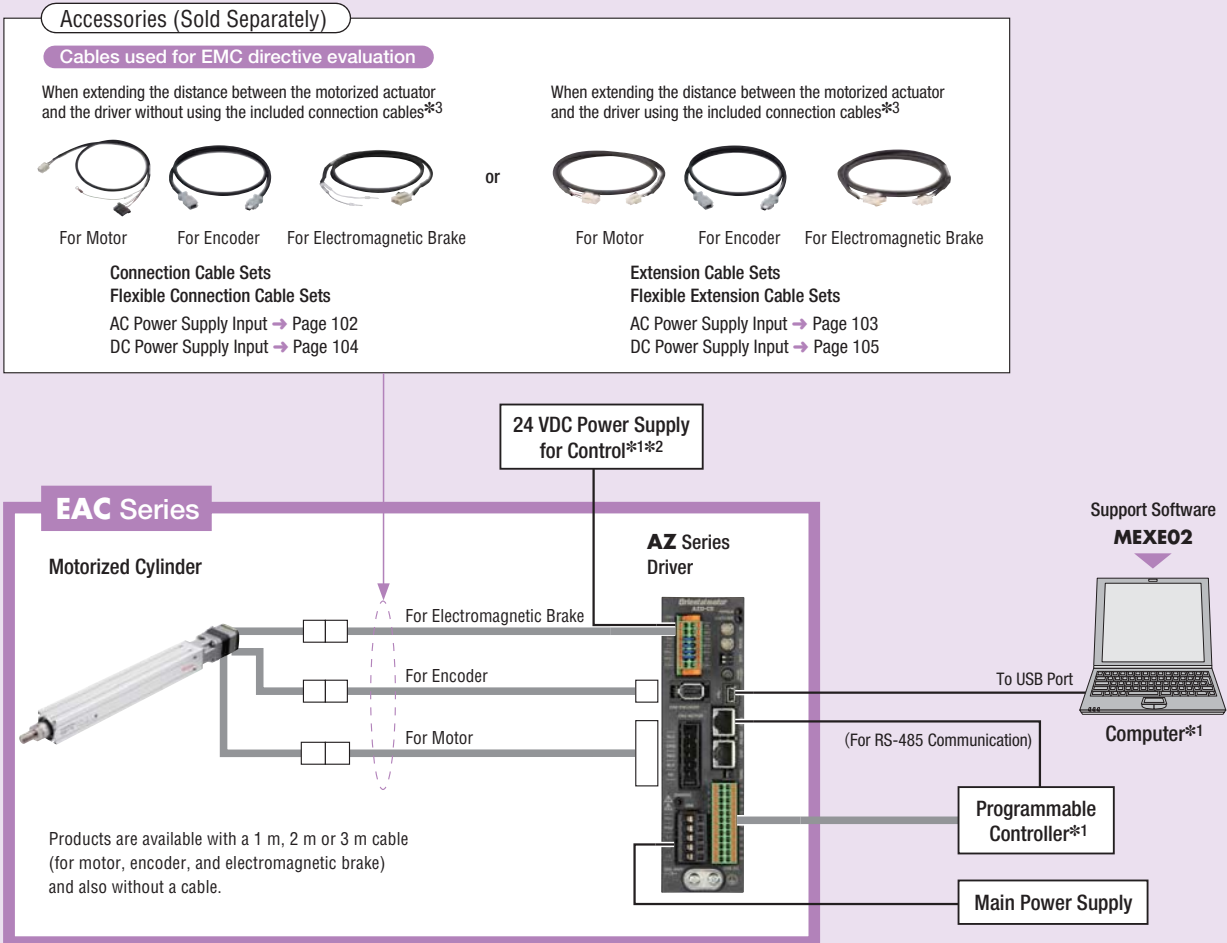 Accessories (Sold Separately)
Cables used for EMC directive evaluation
When extending the distance between the motorized actuator
and the driver without using the included connection cables*3
For Motor
For Encoder
For Electromagnetic Brake
Connection Cable Sets
Flexible Connection Cable Sets
AC Power Supply Input → Page 102
DC Power Supply Input → Page 104
or
When extending the distance between the motorized actuator
and the driver using the included connection cables*3
For Motor
For Encoder
For Electromagnetic Brake
Extension Cable Sets
Flexible Extension Cable Sets
AC Power Supply Input → Page 103
DC Power Supply Input → Page 105
24 VDC Power Supply
for Control*1*2
EAC Series
Motorized Cylinder
AZ Series
Driver
Orientalmotor
For Electromagnetic Brake
For Encoder
For Motor
Products are available with a 1 m, 2 m or 3 m cable
(for motor, encoder, and electromagnetic brake)
and also without a cable.
Support Software
MEXE02
To USB Port
Computer*1
(For RS-485 Communication)
Programmable
Controller*1
Main Power Supply